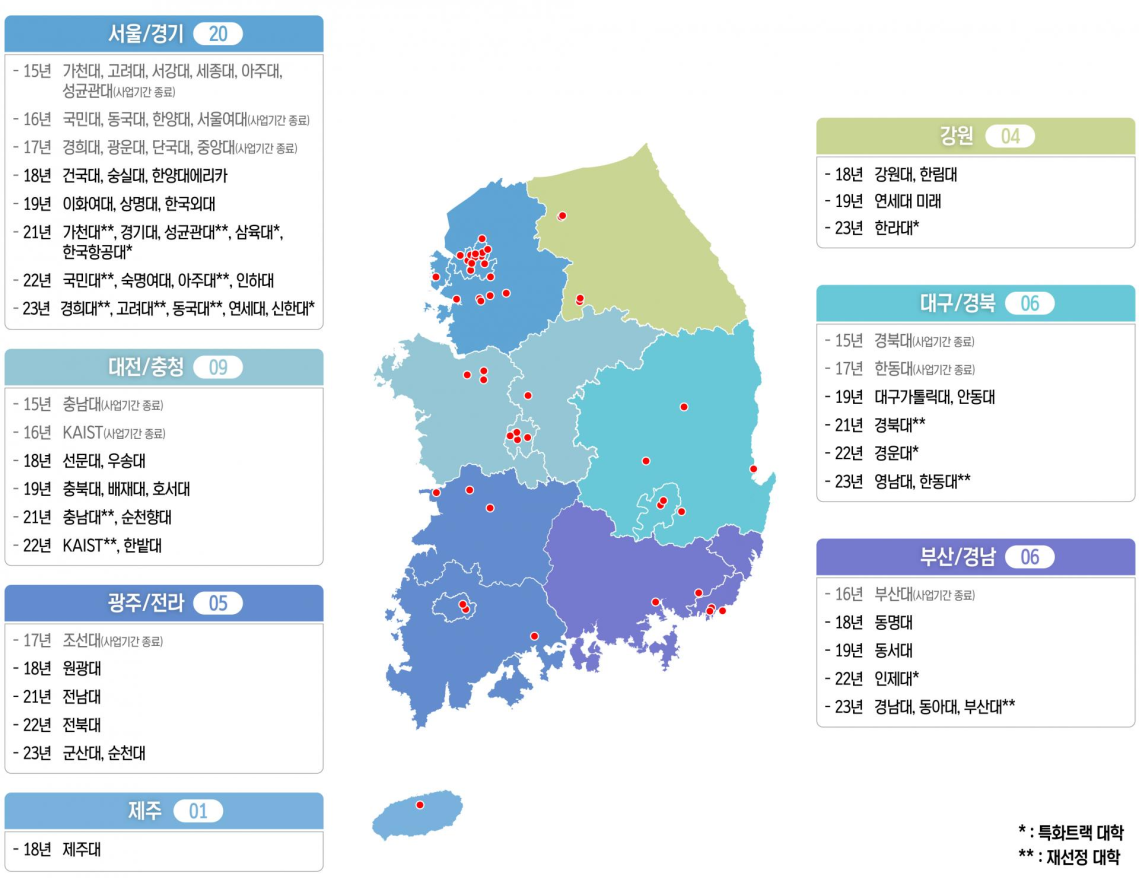 서울/경기 20
- 15년 가천대, 고려대, 서강대, 세종대, 아주대,
성균관대(사업기간 종료)
- 16년 국민대, 동국대, 한양대, 서울여대(사업기간 종료)
- 17년 경희대, 광운대, 단국대, 중앙대(사업기간 종료)
- 18년 건국대, 숭실대, 한양대에리카
- 19년 이화여대, 상명대, 한국외대
- 21년 가천대**, 경기대, 성균관대**, 삼육대*,
한국항공대*
- 22년 국민대**, 숙명여대, 아주대**, 인하대
- 23년 경희대**, 고려대**, 동국대**, 연세대, 신한대*
대전/충청 09
- 15년 충남대(사업기간 종료)
- 16년 KAIST(사업기간 종료)
- 18년 선문대, 우송대
- 19년 충북대, 배재대, 호서대
- 21년 충남대**, 순천향대
- 22년 KAIST**, 한밭대
광주/전라 05
- 17년 조선대(사업기간 종료)
- 18년 원광대
- 21년 전남대
- 22년 전북대
- 23년 군산대, 순천대
제주 01
- 18년 제주대
강원 04
- 18년 강원대, 한림대
- 19년 연세대 미래
- 23년 한라대*
대구/경북 06
- 15년 경북대(사업기간 종료)
- 17년 한동대(사업기간 종료)
- 19년 대구가톨릭대, 안동대
- 21년 경북대**
- 22년 경운대*
- 23년 영남대, 한동대**
부산/경남 06
- 16년 부산대(사업기간 종료)
- 18년 동명대
- 19년 동서대
- 22년 인제대*
- 23년 경남대, 동아대, 부산대**
* : 특화트랙 대학
** : 재선정 대학